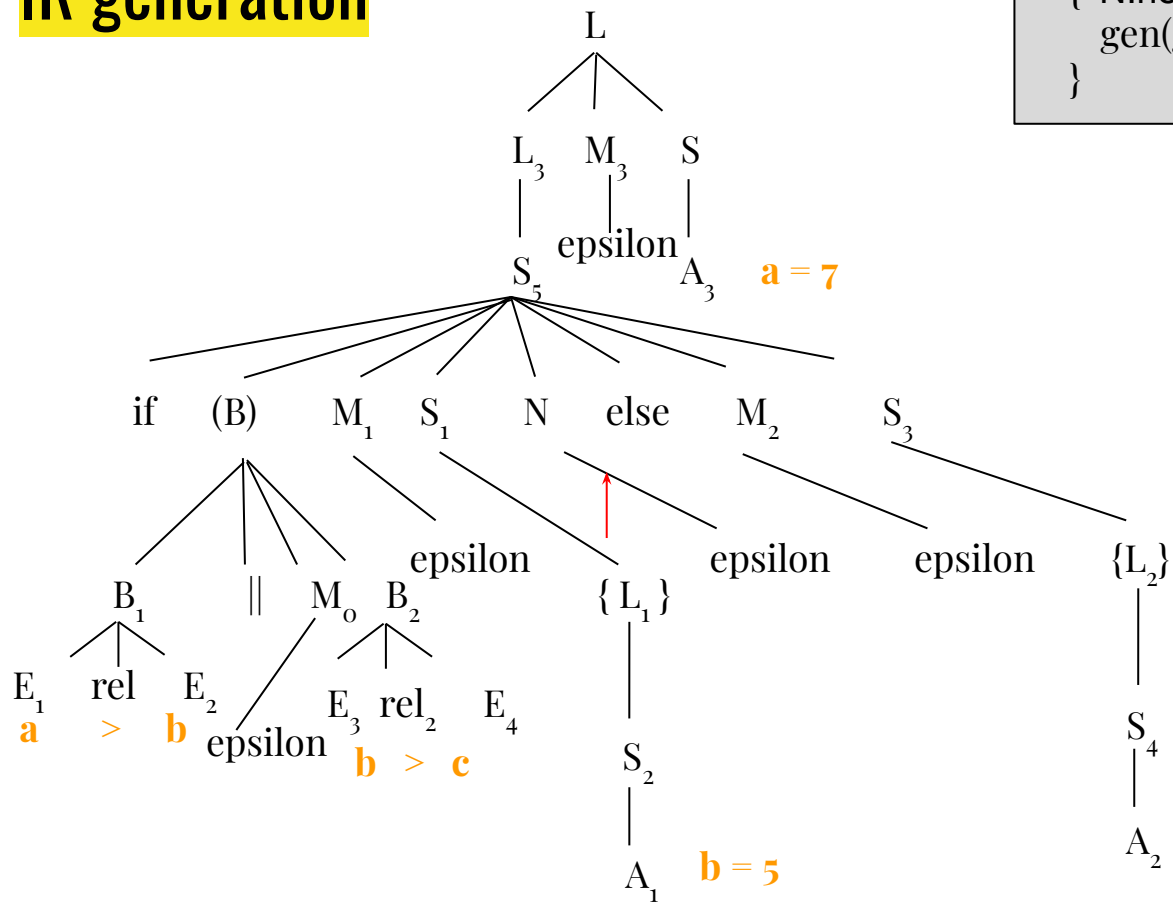 IR generation
{
gen(
}
L
L3 M3 S
epsilon
S5 A3 a = 7
if (B) M1 S1 N else M2 S3
epsilon epsilon epsilon {L2}
B1 || M0 B2 { L1 }
E1 rel E2 E3 rel2 E4
a > b epsilon S4
b > c S2
A2
A1 b = 5